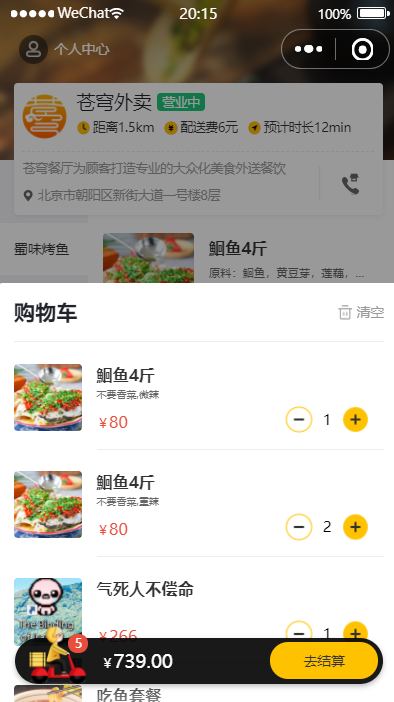 WeChat 20:15 100%
个人中心
苍穹外卖 营业中
距离1.5km 配送费6元 预计时长12min
苍穹餐厅为顾客打造专业的大众化美食外送餐饮
北京市朝阳区新街大道一号楼8层
蜀味烤鱼
鮰鱼4斤
原料：鮰鱼，黄豆芽，莲藕，...
购物车
清空
鮰鱼4斤
不要香菜,微辣
￥80
1
鮰鱼4斤
不要香菜,重辣
￥80
2
气死人不偿命
The Binding
￥266
1
5
￥739.00
去结算
吃鱼套餐